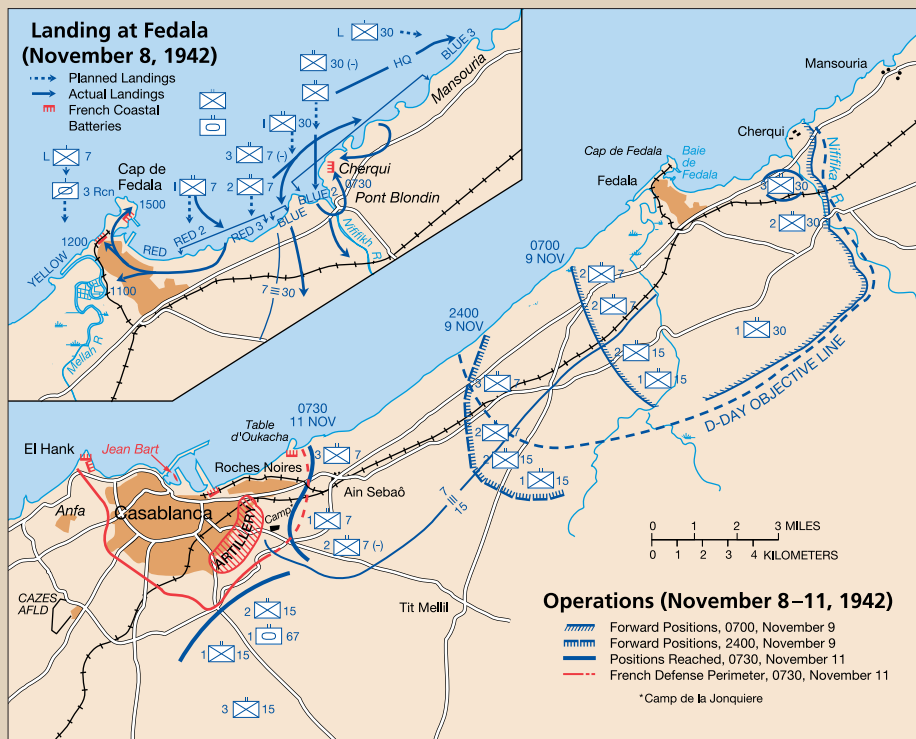 Landing at Fedala
(November 8, 1942)
Planned Landings
Actual Landings
French Coastal
Batteries
L 30
30 (-)
HQ
BLUE 3
Mansouria
I 30
3 7 (-)
L 7
3 Rcn
Cap de
Fedala
1 7
2 7
Cherqui
0730
Pont Blondin
1500
1200
1100
YELLOW
RED
RED 2
RED 3
BLUE
BLUE 2
Nififikh R
7 30
Mellah R
Mansouria
Cherqui
Nififika R
Cap de Fedala
Baie
de
Fedala
Fedala
3 30
2 30
0700
9 NOV
2 7
2 7
1 30
2 15
1 15
2400
9 NOV
D-DAY OBJECTIVE LINE
3 7
2 7
2 15
1 15
0730
11 NOV
Table
d'Oukacha
El Hank
Jean Bart
Roches Noires
3 7
Ain Sebaô
Anfa
Casablanca
ARTILLERY
Camp*
1 7
2 7 (-)
7 15
CAZES
AFLD
Tit Mellil
2 15
1 67
1 15
3 15
0 1 2 3 MILES
0 1 2 3 4 KILOMETERS
Operations (November 8–11, 1942)
Forward Positions, 0700, November 9
Forward Positions, 2400, November 9
Positions Reached, 0730, November 11
French Defense Perimeter, 0730, November 11
*Camp de la Jonquiere